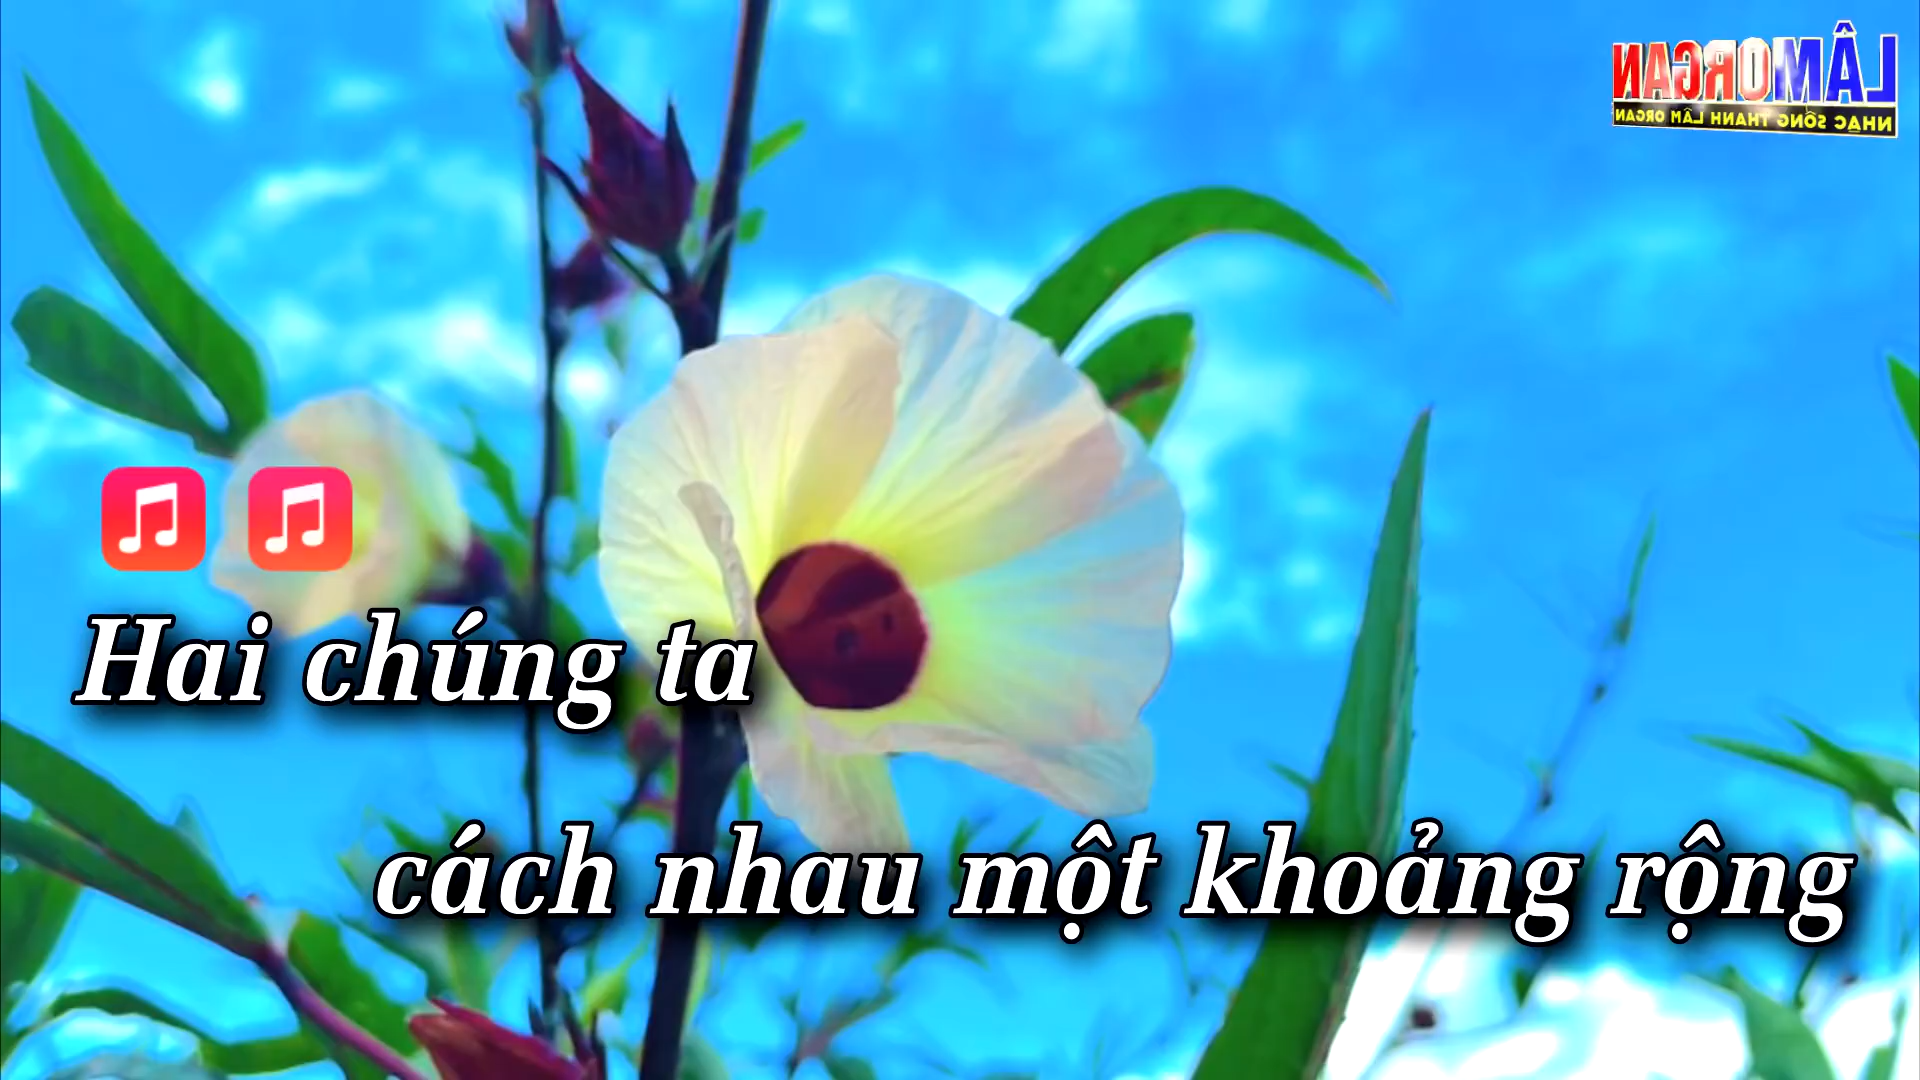 LÂM ORGAN
NHẠC SỐNG THANH LÂM ORGAN
Hai chúng ta
cách nhau một khoảng rộng